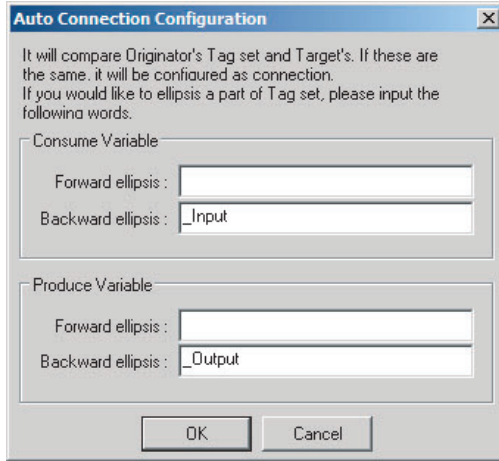 Auto Connection Configuration
It will compare Originator's Tag set and Target's. If these are
the same, it will be configured as connection.
If you would like to ellipsis a part of Tag set, please input the
following words.
Consume Variable
Forward ellipsis :
Backward ellipsis : _Input
Produce Variable
Forward ellipsis :
Backward ellipsis : _Output
OK Cancel